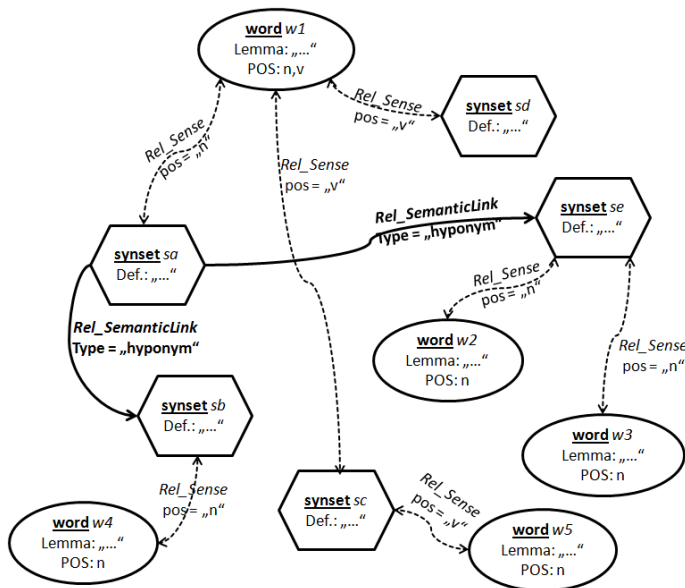 word w1
Lemma: „...“
POS: n,v
Rel_Sense
pos = „v“
synset sd
Def.: „...“
Rel_Sense
pos = „n“
Rel_Sense
pos = „v“
Rel_SemanticLink
Type = „hyponym“
synset se
Def.: „...“
synset sa
Def.: „...“
Rel_Sense
pos = „n“
Rel_SemanticLink
Type = „hyponym“
word w2
Lemma: „...“
POS: n
Rel_Sense
pos = „n“
synset sb
Def.: „...“
word w3
Lemma: „...“
POS: n
Rel_Sense
pos = „n“
synset sc
Def.: „...“
Rel_Sense
pos = „v“
word w4
Lemma: „...“
POS: n
word w5
Lemma: „...“
POS: n